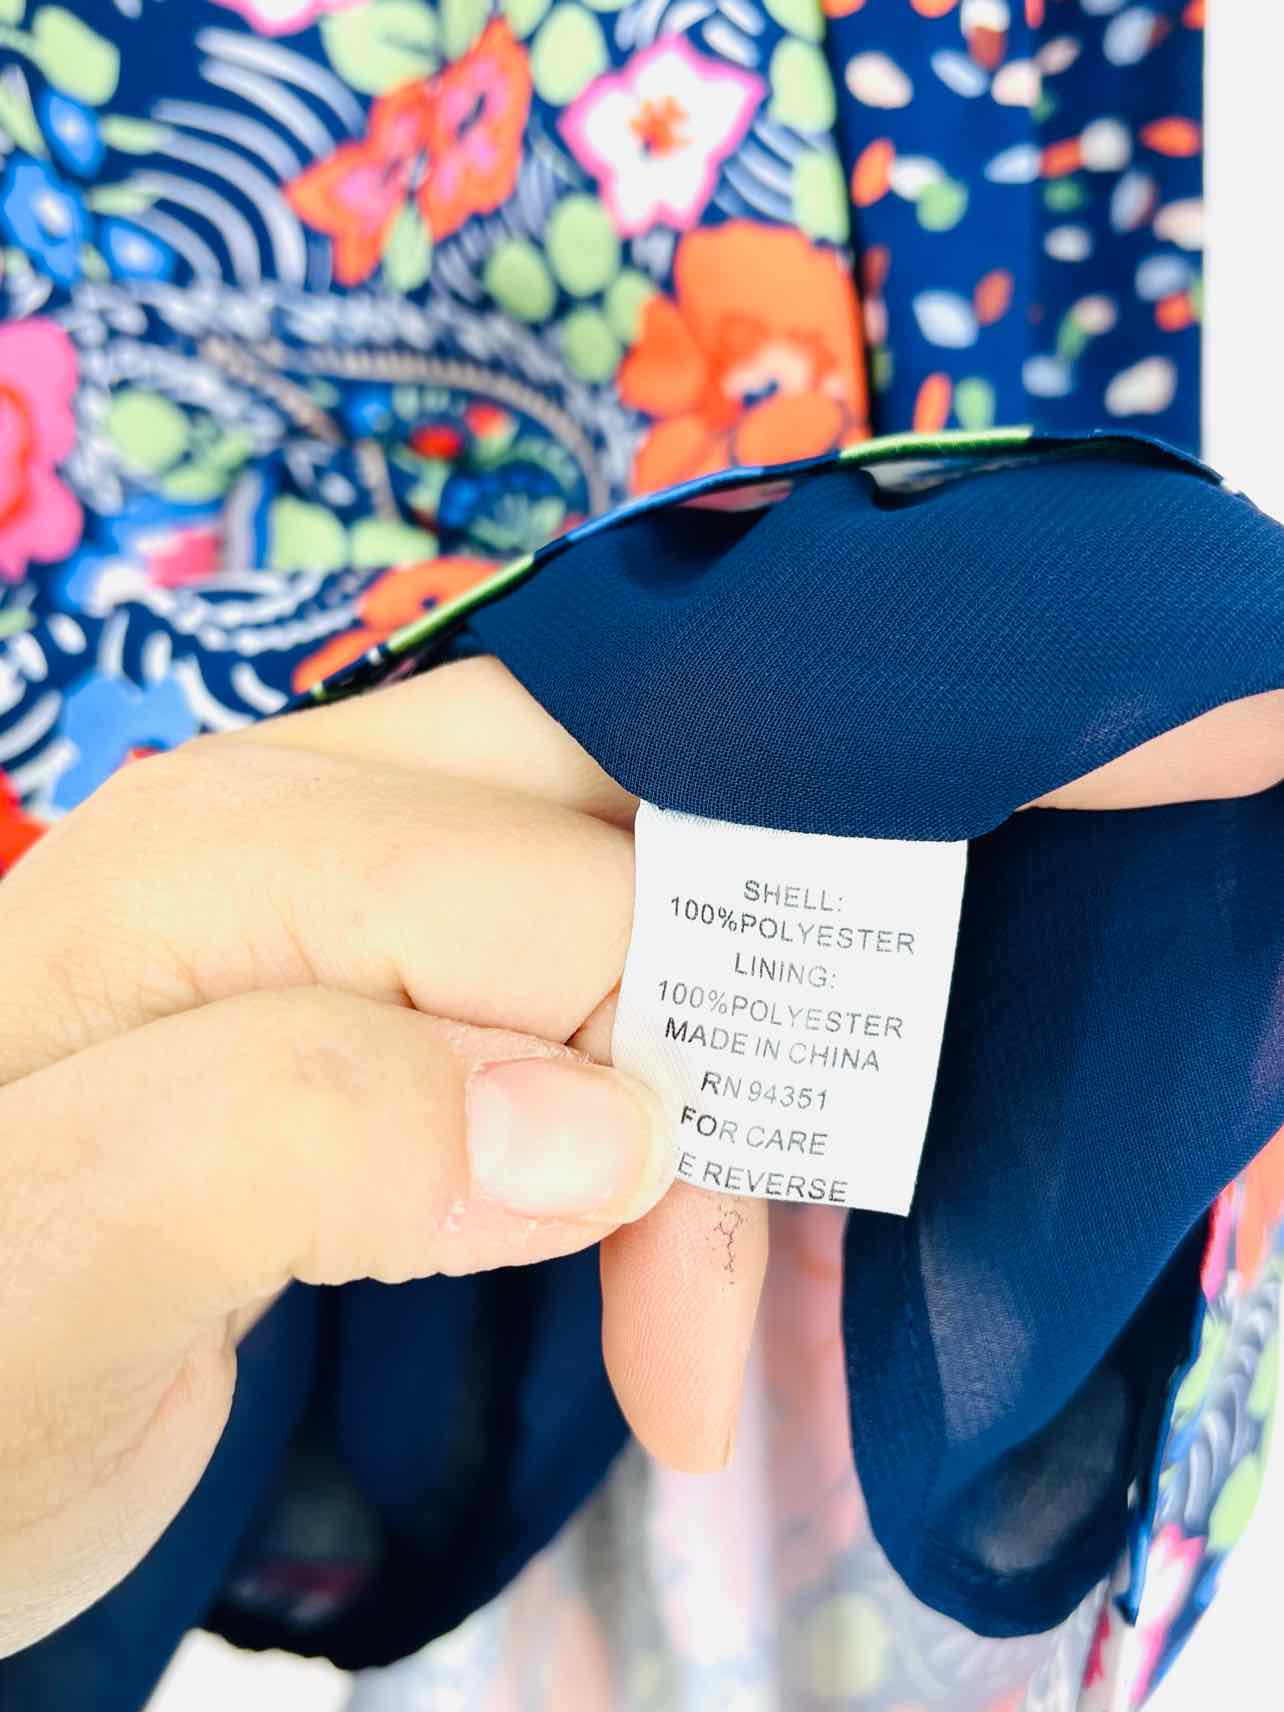 SHELL:
100%POLYESTER
LINING:
100%POLYESTER
MADE IN CHINA
RN 94351
FOR CARE
REVERSE